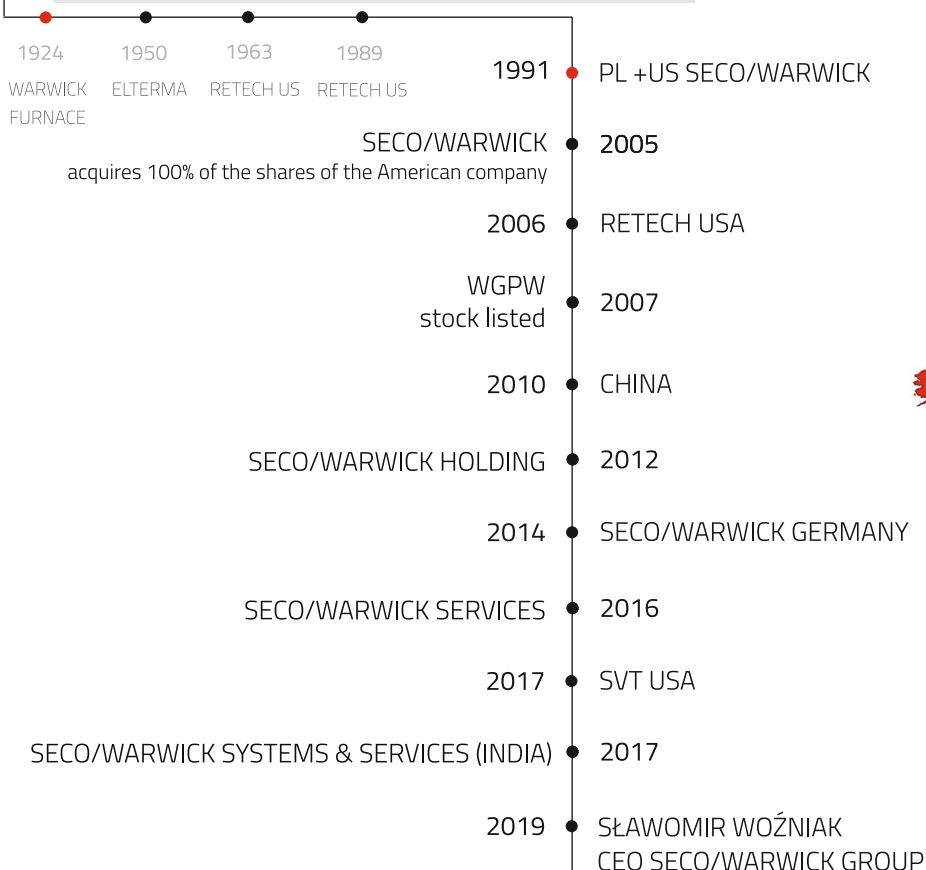 1924
WARWICK
FURNACE
1950
ELTERMA
1963
RETECH US
1989
RETECH US
1991 PL +US SECO/WARWICK
SECO/WARWICK 2005
acquires 100% of the shares of the American company
2006 RETECH USA
WGPW
stock listed
2007
2010 CHINA
SECO/WARWICK HOLDING 2012
2014 SECO/WARWICK GERMANY
SECO/WARWICK SERVICES 2016
2017 SVT USA
SECO/WARWICK SYSTEMS & SERVICES (INDIA) 2017
2019 SŁAWOMIR WOŹNIAK
CEO SECO/WARWICK GROUP